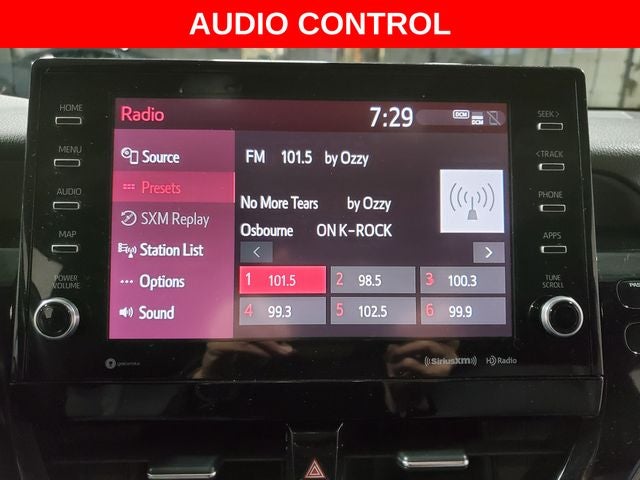 AUDIO CONTROL
HOME
MENU
AUDIO
MAP
POWER
VOLUME
Radio
7:29
DCM
DCM
Source
Presets
SXM Replay
Station List
Options
Sound
FM 101.5 by Ozzy
No More Tears by Ozzy
Osbourne ON K-ROCK
< >
1 101.5 2 98.5 3 100.3
4 99.3 5 102.5 6 99.9
SEEK >
< TRACK
PHONE
APPS
TUNE
SCROLL
((SiriusXM))
HD Radio